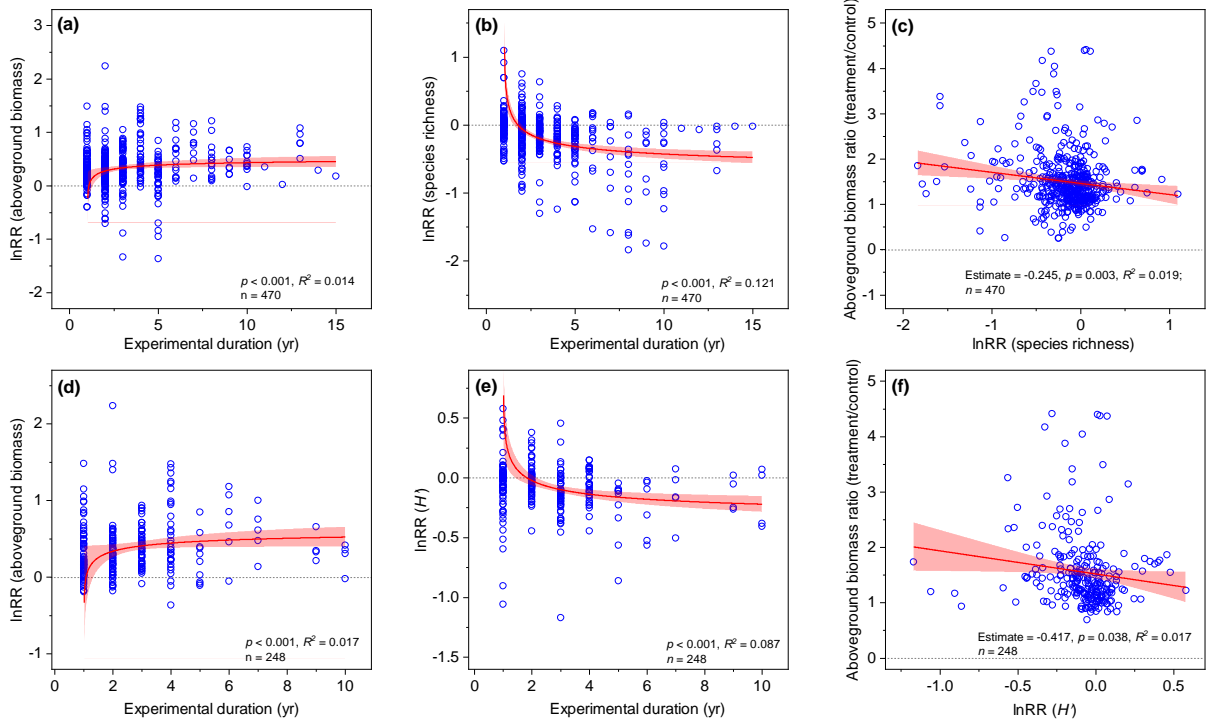 (a)
3
2
1
0
-1
-2
0
5
10
15
lnRR (aboveground biomass)
Experimental duration (yr)
p < 0.001, R² = 0.014
n = 470
(b)
1
0
-1
-2
0
5
10
15
lnRR (species richness)
Experimental duration (yr)
p < 0.001, R² = 0.121
n = 470
(c)
5
4
3
2
1
0
-1
-2
-1
0
1
Aboveground biomass ratio (treatment/control)
lnRR (species richness)
Estimate = -0.245, p = 0.003, R² = 0.019;
n = 470
(d)
2
1
0
-1
0
2
4
6
8
10
lnRR (aboveground biomass)
Experimental duration (yr)
p < 0.001, R² = 0.017
n = 248
(e)
0.5
0.0
-0.5
-1.0
-1.5
0
2
4
6
8
10
lnRR (H')
Experimental duration (yr)
p < 0.001, R² = 0.087
n = 248
(f)
5
4
3
2
1
0
-1.0
-0.5
0.0
0.5
Aboveground biomass ratio (treatment/control)
lnRR (H')
Estimate = -0.417, p = 0.038, R² = 0.017
n = 248